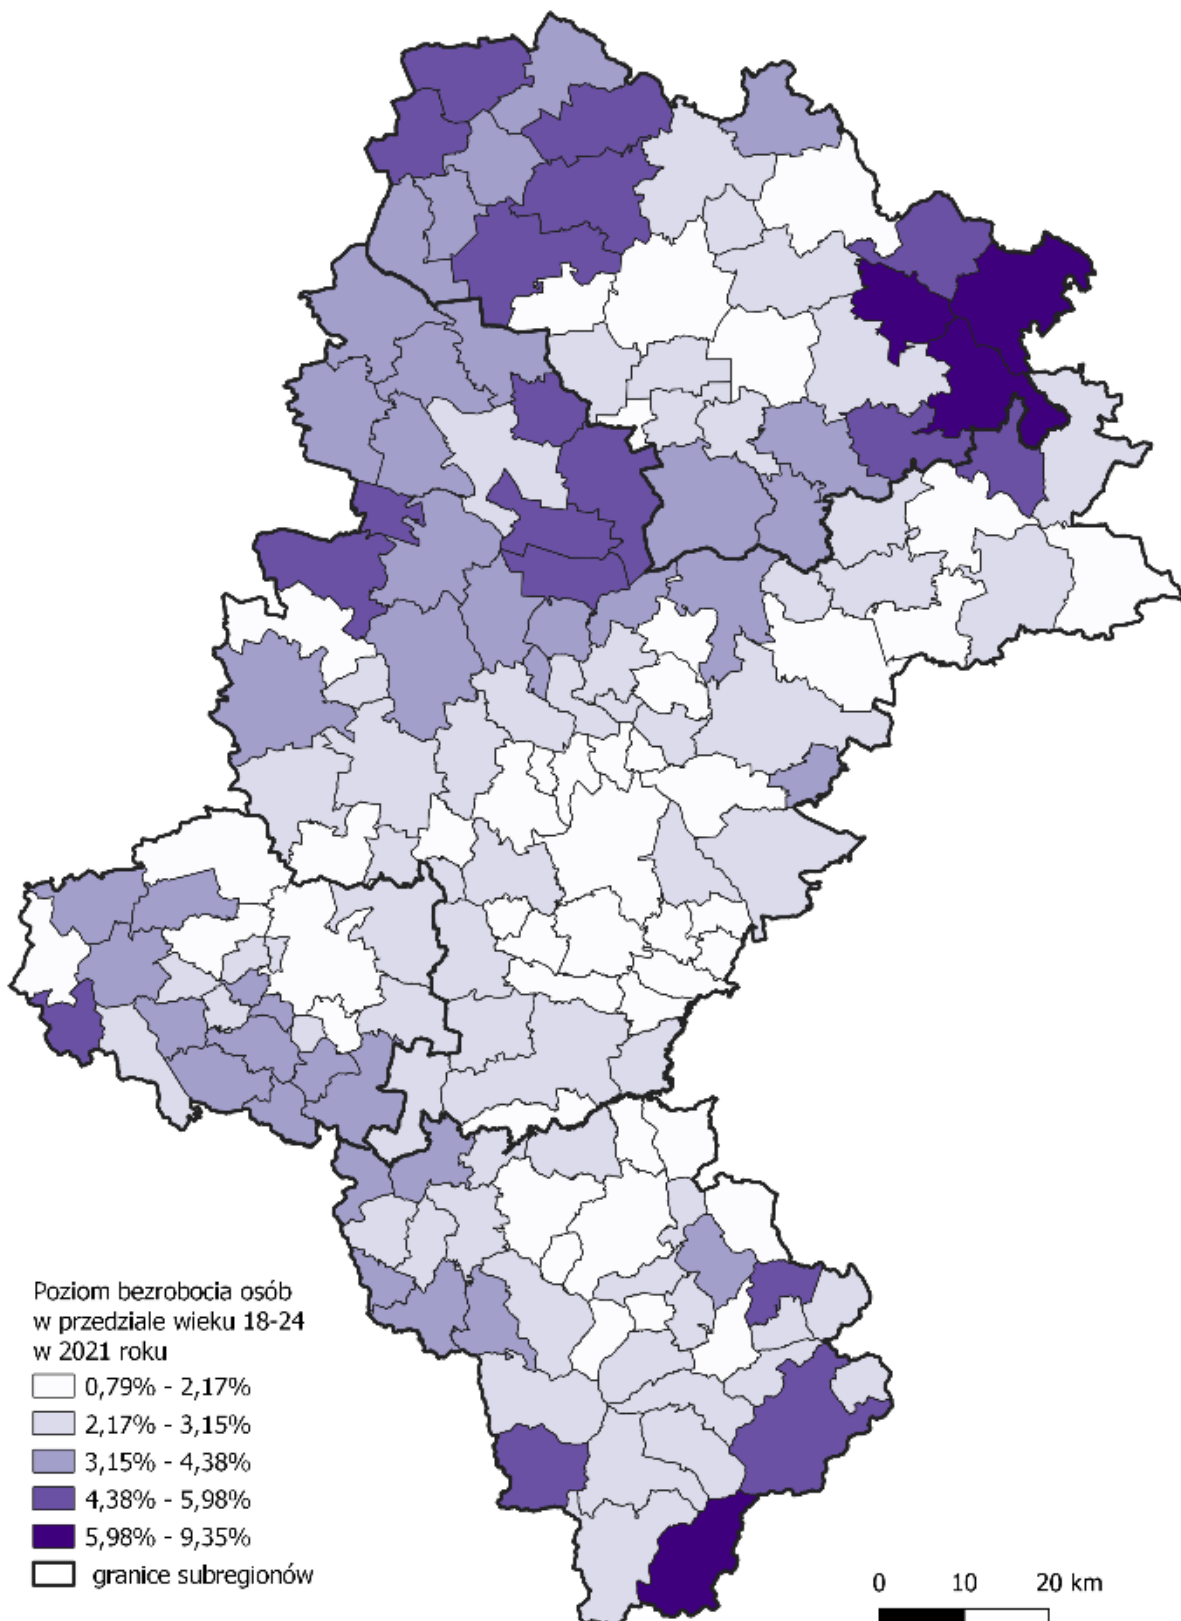 Poziom bezrobocia osób
w przedziale wieku 18-24
w 2021 roku
0,79% - 2,17%
2,17% - 3,15%
3,15% - 4,38%
4,38% - 5,98%
5,98% - 9,35%
granice subregionów
0 10 20 km